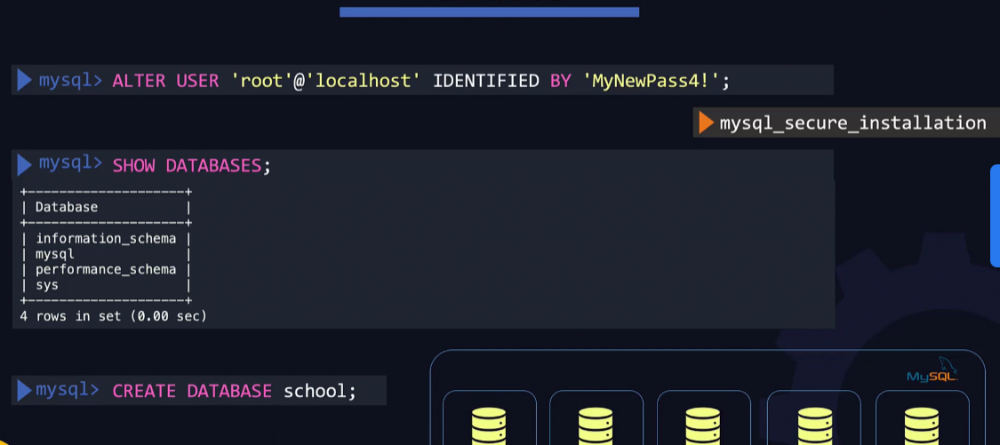 mysql> ALTER USER 'root'@'localhost' IDENTIFIED BY 'MyNewPass4!';
mysql_secure_installation
mysql> SHOW DATABASES;
+--------------------+
| Database           |
+--------------------+
| information_schema |
| mysql              |
| performance_schema |
| sys                |
+--------------------+
4 rows in set (0.00 sec)
MySQL
mysql> CREATE DATABASE school;